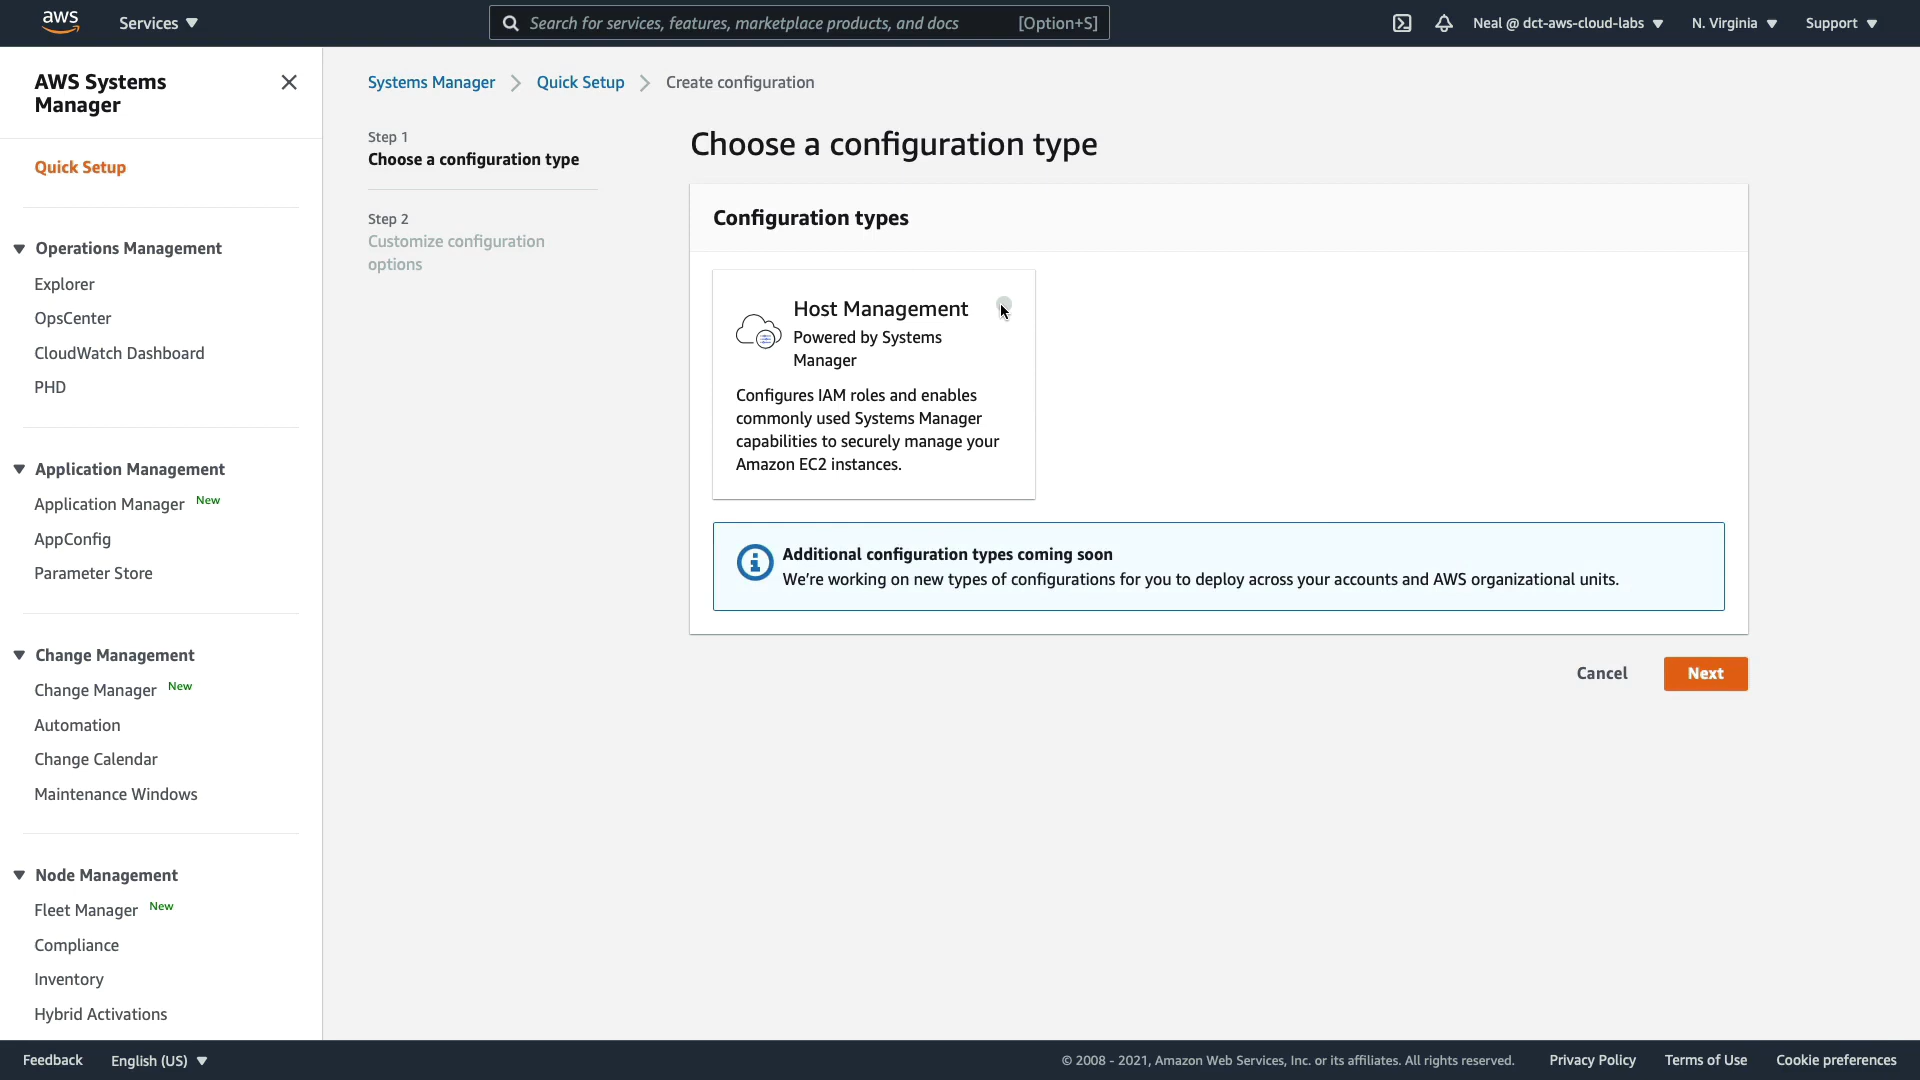 aws
Services
Search for services, features, marketplace products, and docs
[Option+S]
Neal @ dct-aws-cloud-labs
N. Virginia
Support
AWS Systems
Manager
Quick Setup
Operations Management
Explorer
OpsCenter
CloudWatch Dashboard
PHD
Application Management
Application Manager New
AppConfig
Parameter Store
Change Management
Change Manager New
Automation
Change Calendar
Maintenance Windows
Node Management
Fleet Manager New
Compliance
Inventory
Hybrid Activations
Systems Manager
Quick Setup
Create configuration
Step 1
Choose a configuration type
Step 2
Customize configuration
options
Choose a configuration type
Configuration types
Host Management
Powered by Systems
Manager
Configures IAM roles and enables
commonly used Systems Manager
capabilities to securely manage your
Amazon EC2 instances.
Additional configuration types coming soon
We're working on new types of configurations for you to deploy across your accounts and AWS organizational units.
Cancel
Next
Feedback
English (US)
© 2008 - 2021, Amazon Web Services, Inc. or its affiliates. All rights reserved.
Privacy Policy
Terms of Use
Cookie preferences